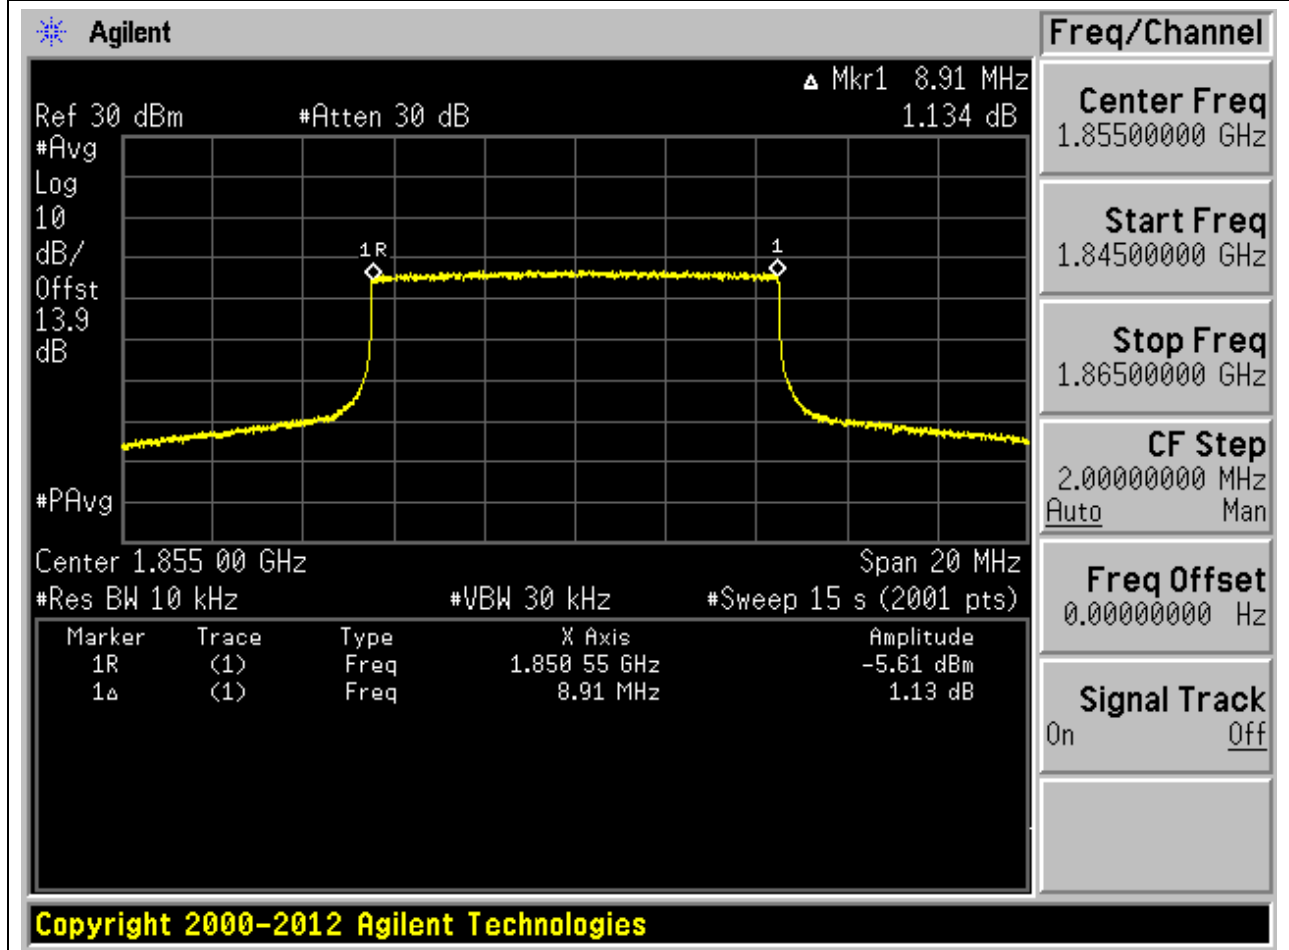 Agilent
Freq/Channel
Δ Mkr1 8.91 MHz
Ref 30 dBm #Atten 30 dB 1.134 dB
#Avg
Log
10
dB/
Offst
13.9
dB
1R
1
#PAvg
Center 1.855 00 GHz Span 20 MHz
#Res BW 10 kHz #VBW 30 kHz #Sweep 15 s (2001 pts)
Marker Trace Type X Axis Amplitude
1R (1) Freq 1.850 55 GHz -5.61 dBm
1Δ (1) Freq 8.91 MHz 1.13 dB
Center Freq
1.85500000 GHz
Start Freq
1.84500000 GHz
Stop Freq
1.86500000 GHz
CF Step
2.00000000 MHz
Auto Man
Freq Offset
0.00000000 Hz
Signal Track
On Off
Copyright 2000-2012 Agilent Technologies